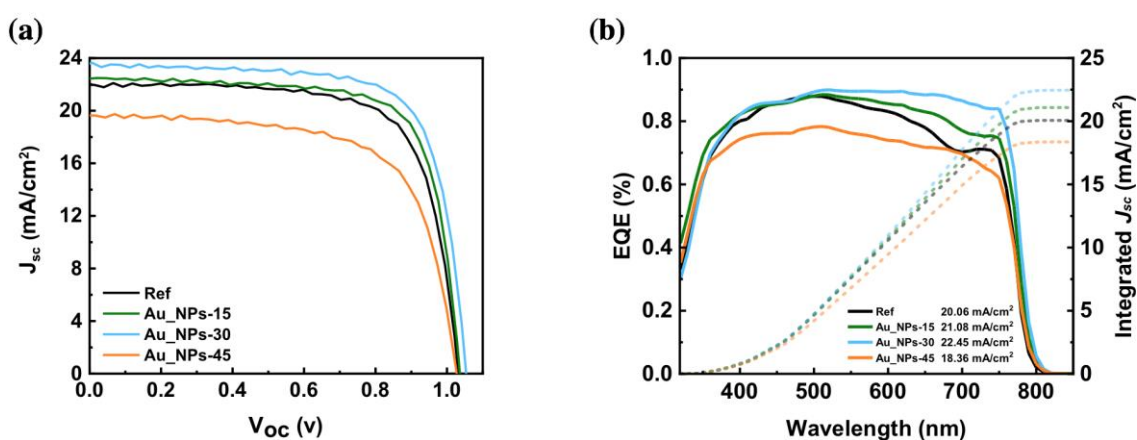 (a)
24
20
16
12
8
4
0
0.0 0.2 0.4 0.6 0.8 1.0
J_sc (mA/cm²)
V_OC (v)
Ref
Au_NPs-15
Au_NPs-30
Au_NPs-45
(b)
1.0
0.8
0.6
0.4
0.2
0.0
400 500 600 700 800
EQE (%)
Wavelength (nm)
25
20
15
10
5
0
Integrated J_sc (mA/cm²)
Ref 20.06 mA/cm²
Au_NPs-15 21.08 mA/cm²
Au_NPs-30 22.45 mA/cm²
Au_NPs-45 18.36 mA/cm²